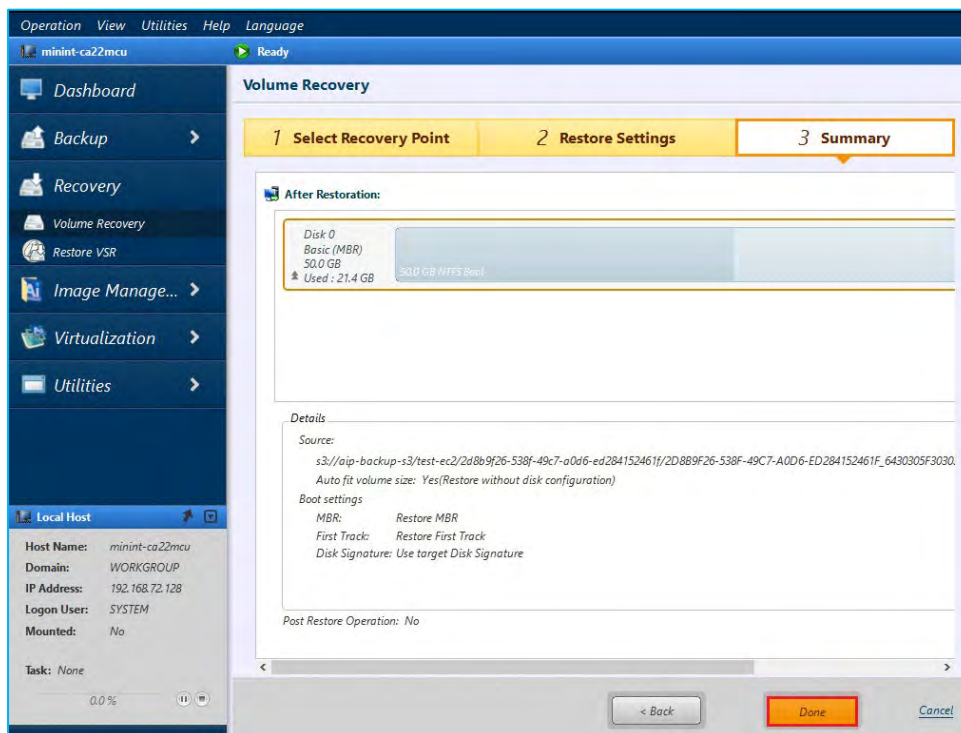 Operation View Utilities Help Language
minint-ca22mcu
Ready
Dashboard
Backup
Recovery
Volume Recovery
Restore VSR
Image Manage...
Virtualization
Utilities
Local Host
Host Name: minint-ca22mcu
Domain: WORKGROUP
IP Address: 192.168.72.128
Logon User: SYSTEM
Mounted: No
Task: None
0.0 %
Volume Recovery
1 Select Recovery Point
2 Restore Settings
3 Summary
After Restoration:
Disk 0
Basic (MBR)
50.0 GB
Used : 21.4 GB
50.0 GB NTFS Boot
Details
Source:
s3://aip-backup-s3/test-ec2/2d8b9f26-538f-49c7-a0d6-ed284152461f/2D8B9F26-538F-49C7-A0D6-ED284152461F_6430305F3030.
Auto fit volume size: Yes(Restore without disk configuration)
Boot settings
MBR: Restore MBR
First Track: Restore First Track
Disk Signature: Use target Disk Signature
Post Restore Operation: No
< Back
Done
Cancel